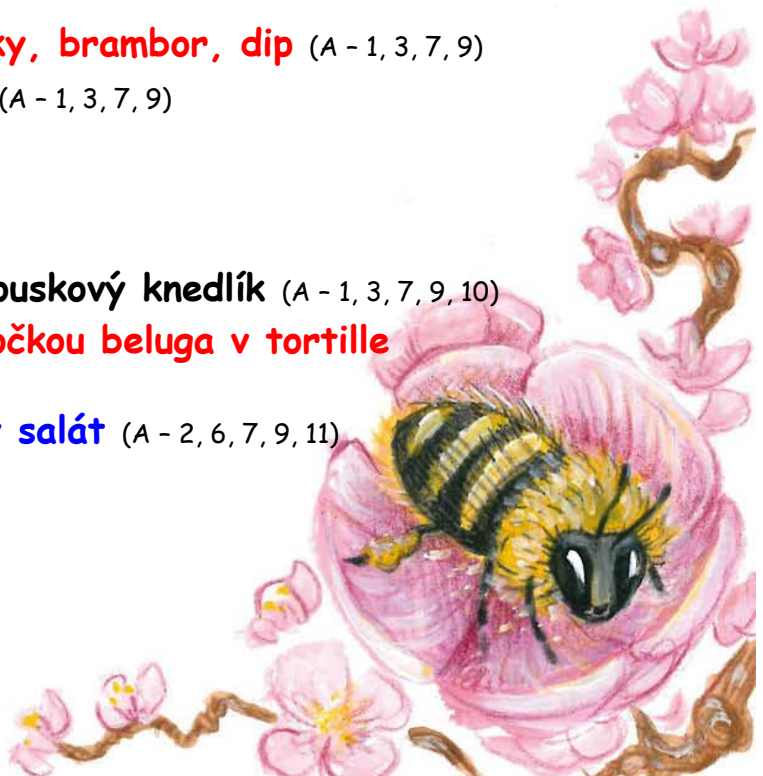 ky, brambor, dip (A – 1, 3, 7, 9)
(A – 1, 3, 7, 9)
ouskový knedlík (A – 1, 3, 7, 9, 10)
očkou beluga v tortille
salát (A – 2, 6, 7, 9, 11)